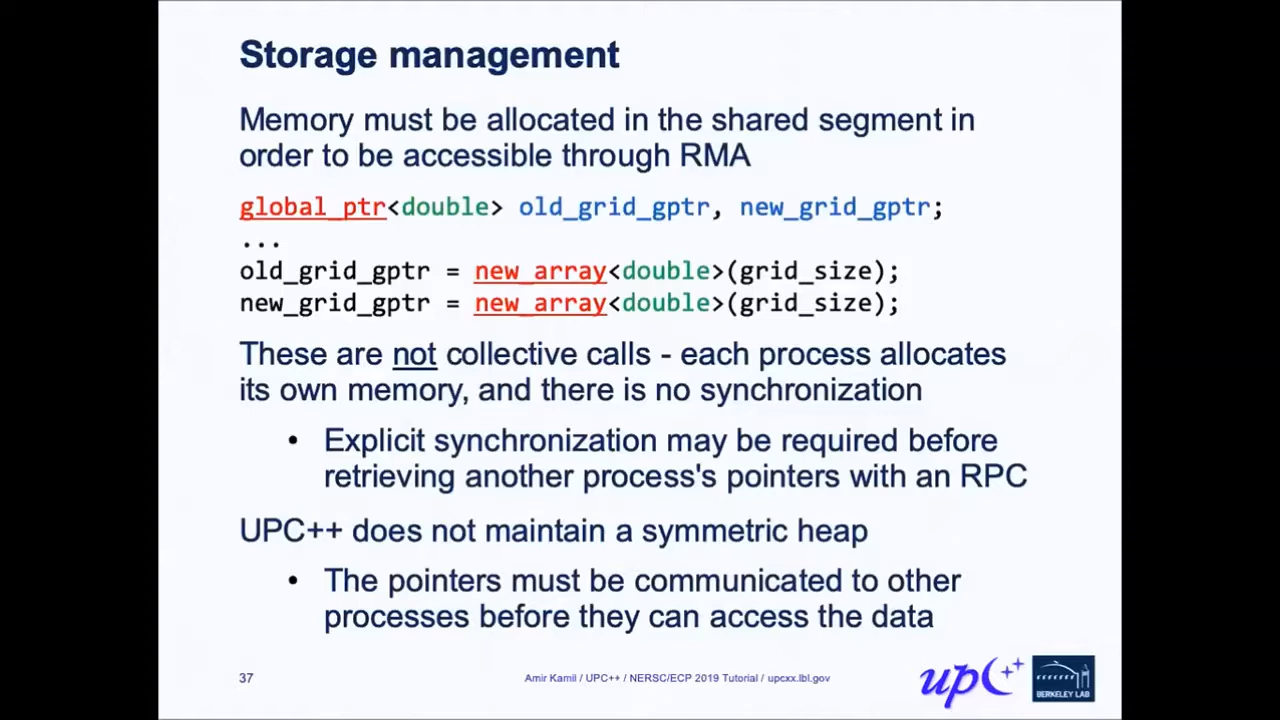 Storage management
Memory must be allocated in the shared segment in
order to be accessible through RMA
global_ptr<double> old_grid_gptr, new_grid_gptr;
...
old_grid_gptr = new_array<double>(grid_size);
new_grid_gptr = new_array<double>(grid_size);
These are not collective calls - each process allocates
its own memory, and there is no synchronization
• Explicit synchronization may be required before
retrieving another process's pointers with an RPC
UPC++ does not maintain a symmetric heap
• The pointers must be communicated to other
processes before they can access the data
37
Amir Kamil / UPC++ / NERSC/ECP 2019 Tutorial / upcxx.lbl.gov
upC++
BERKELEY LAB